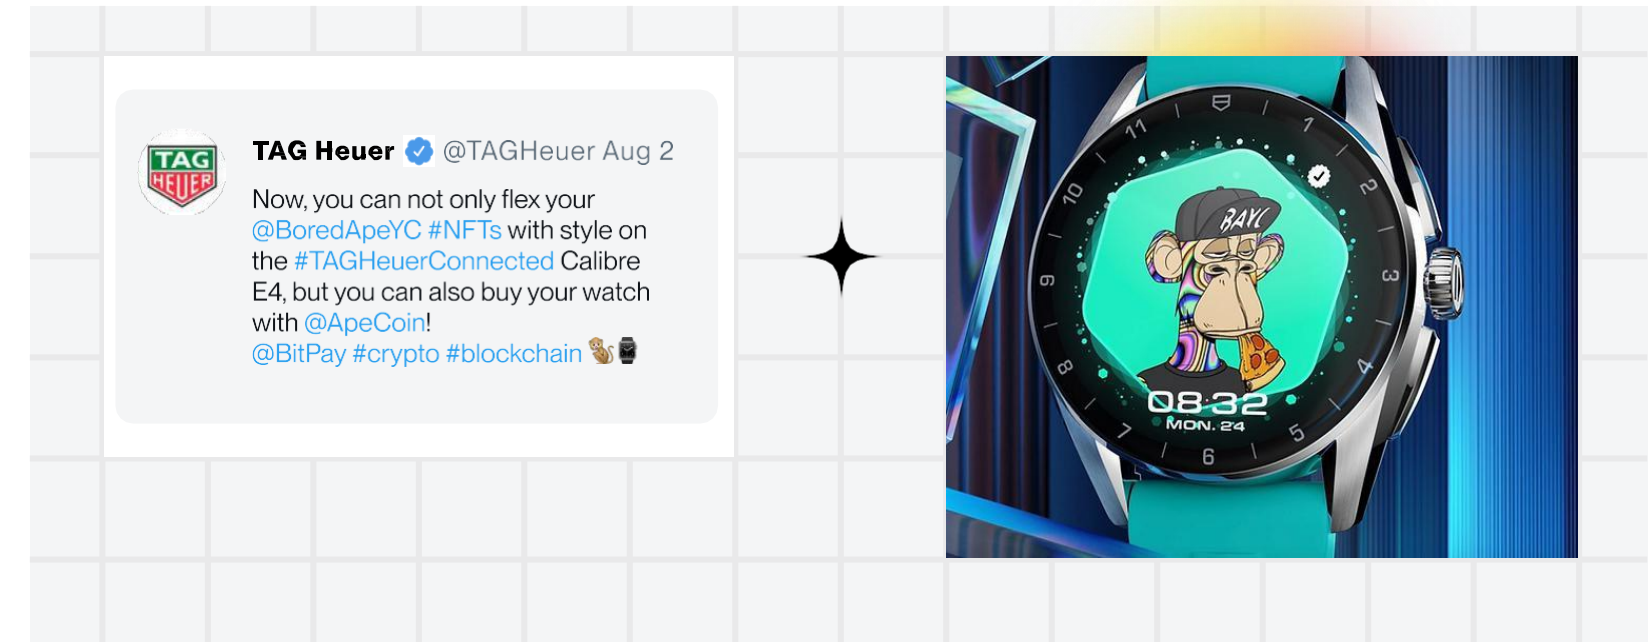 TAG
HEUER
TAG Heuer @TAGHeuer Aug 2
Now, you can not only flex your
@BoredApeYC #NFTs with style on
the #TAGHeuerConnected Calibre
E4, but you can also buy your watch
with @ApeCoin!
@BitPay #crypto #blockchain 🐒⌚
11
1
10
2
BAYC
9
3
8
4
08:32
MON. 24
7
5
6